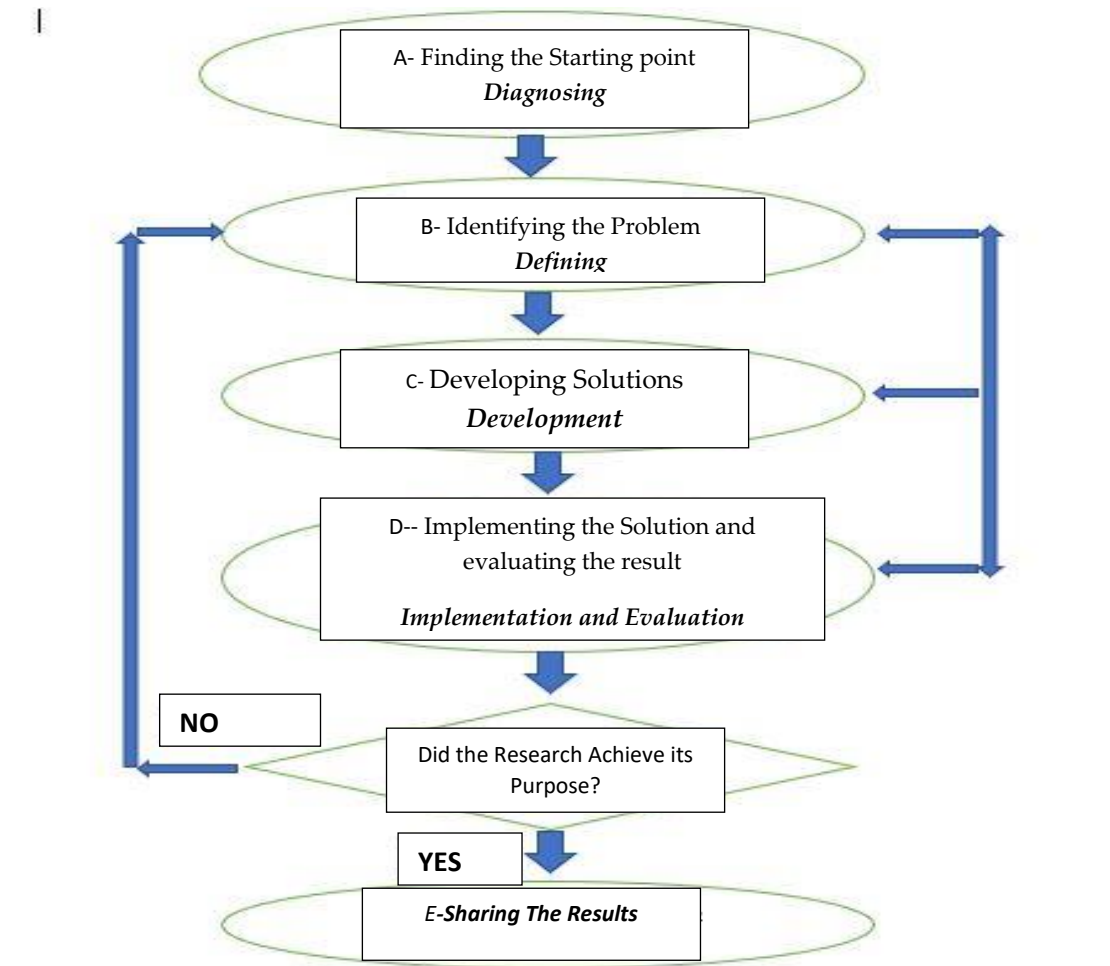 A- Finding the Starting point
Diagnosing
B- Identifying the Problem
Defining
C- Developing Solutions
Development
D-- Implementing the Solution and
evaluating the result
Implementation and Evaluation
NO
Did the Research Achieve its
Purpose?
YES
E-Sharing The Results